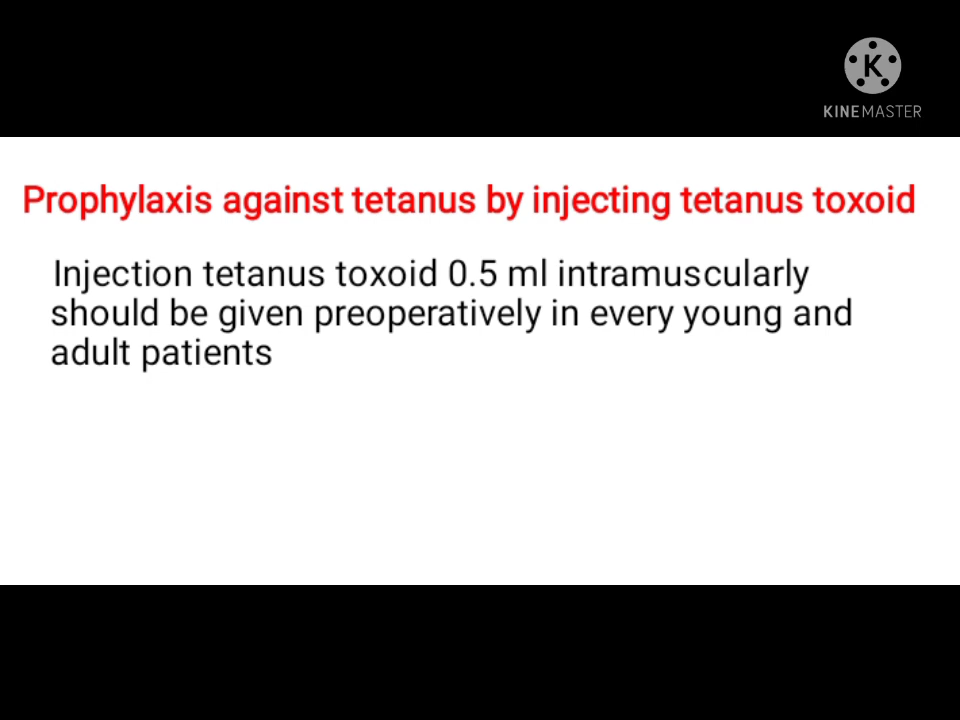 K
KINEMASTER
Prophylaxis against tetanus by injecting tetanus toxoid
Injection tetanus toxoid 0.5 ml intramuscularly
should be given preoperatively in every young and
adult patients